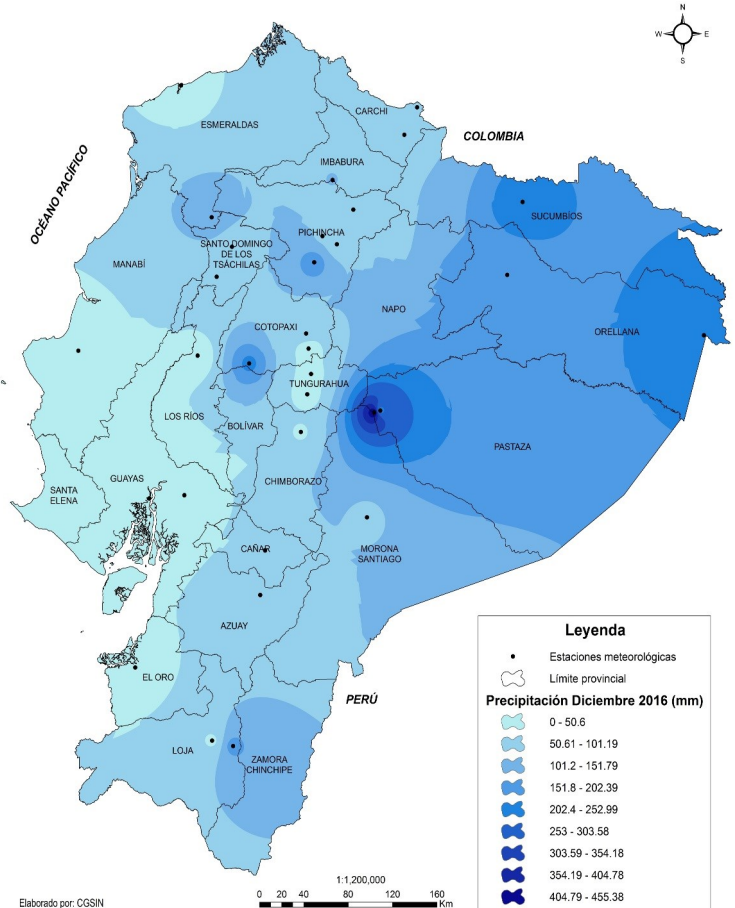 N
W E
S
CARCHI
ESMERALDAS
COLOMBIA
IMBABURA
OCÉANO PACÍFICO
SUCUMBÍOS
PICHINCHA
SANTO DOMINGO
DE LOS
TSÁCHILAS
MANABÍ
NAPO
COTOPAXI
ORELLANA
TUNGURAHUA
LOS RÍOS
BOLÍVAR
PASTAZA
GUAYAS
CHIMBORAZO
SANTA
ELENA
CAÑAR
MORONA
SANTIAGO
AZUAY
EL ORO
PERÚ
LOJA
ZAMORA
CHINCHIPE
Leyenda
Estaciones meteorológicas
Límite provincial
Precipitación Diciembre 2016 (mm)
0 - 50.6
50.61 - 101.19
101.2 - 151.79
151.8 - 202.39
202.4 - 252.99
253 - 303.58
303.59 - 354.18
354.19 - 404.78
404.79 - 455.38
1:1,200,000
0 20 40 80 120 160
Km
Elaborado por: CGSIN